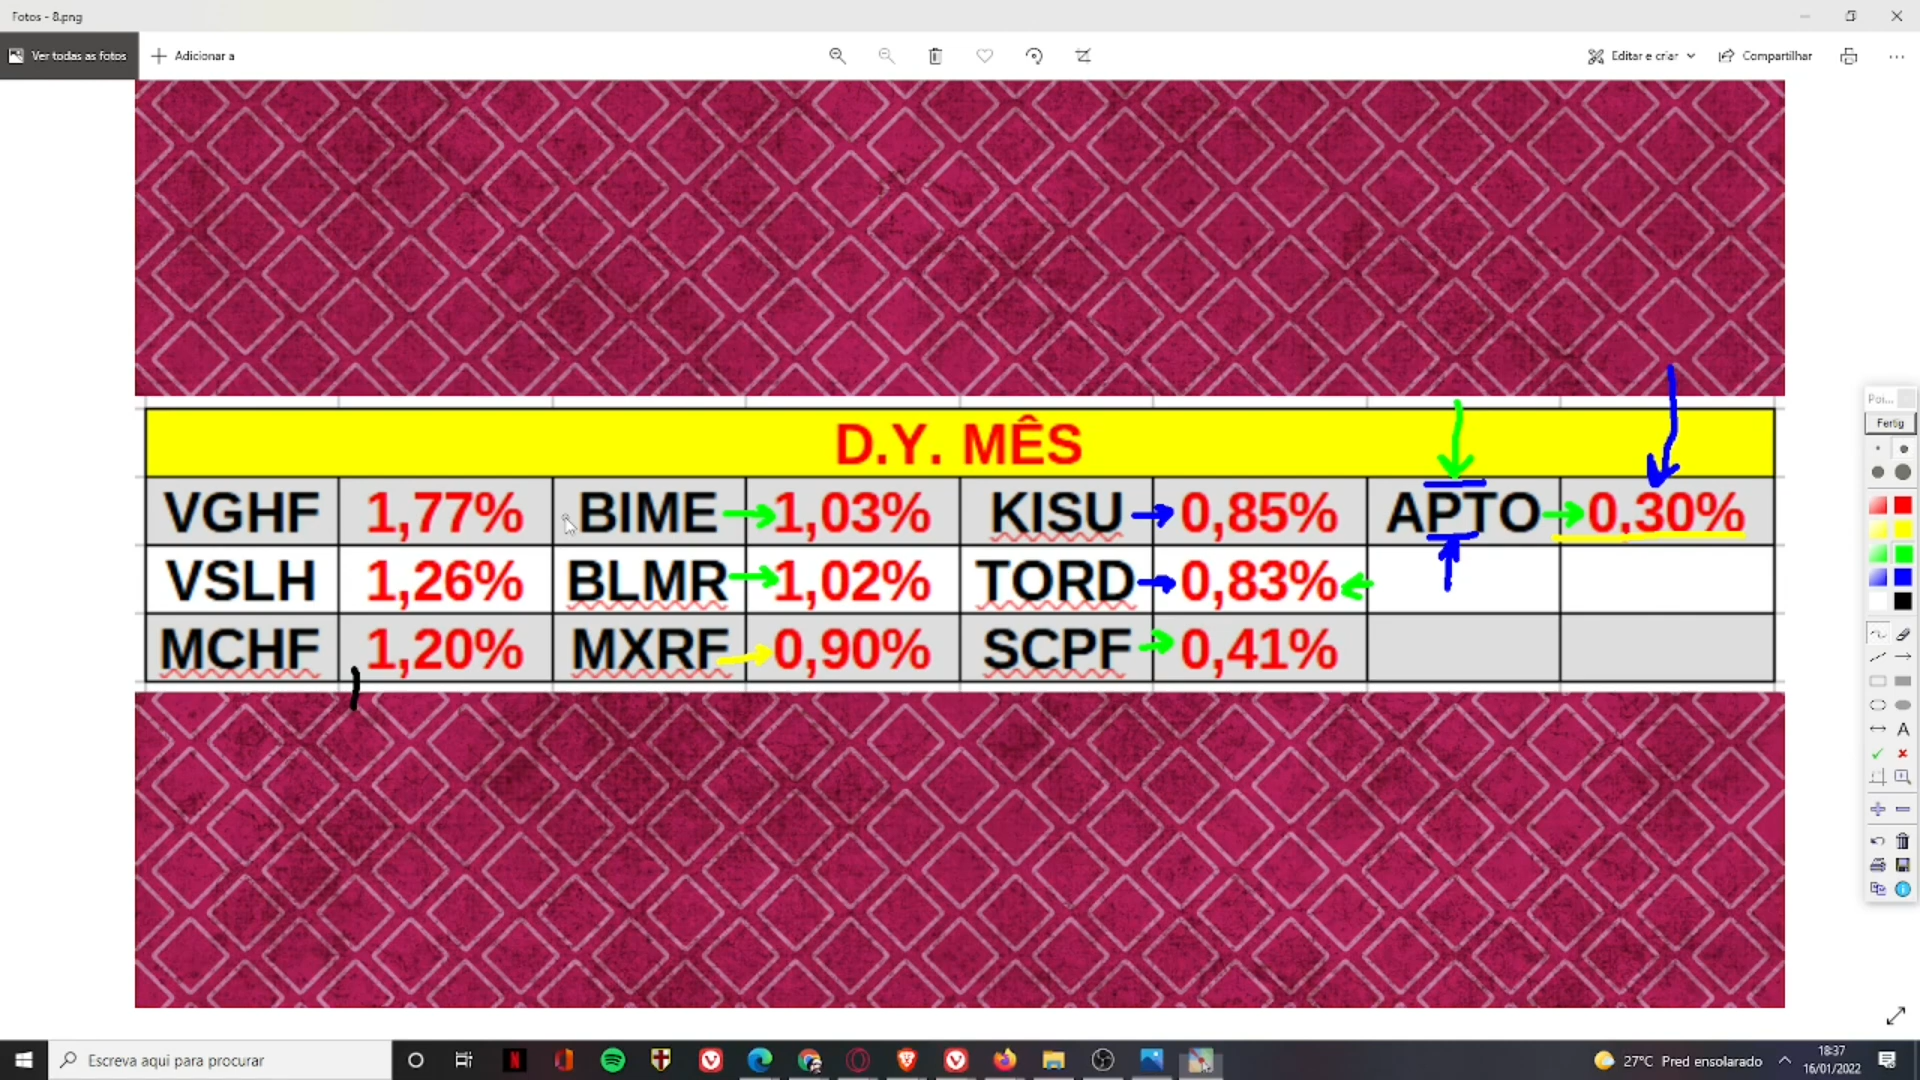 Fotos - 8.png
Ver todas as fotos
Adicionar a
Editar e criar
Compartilhar
D.Y. MÊS
VGHF 1,77% BIME 1,03% KISU 0,85% APTO 0,30%
VSLH 1,26% BLMR 1,02% TORD 0,83%
MCHF 1,20% MXRF 0,90% SCPF 0,41%
Poi...
Fertig
A
Escreva aqui para procurar
27°C Pred ensolarado
18:37
16/01/2022